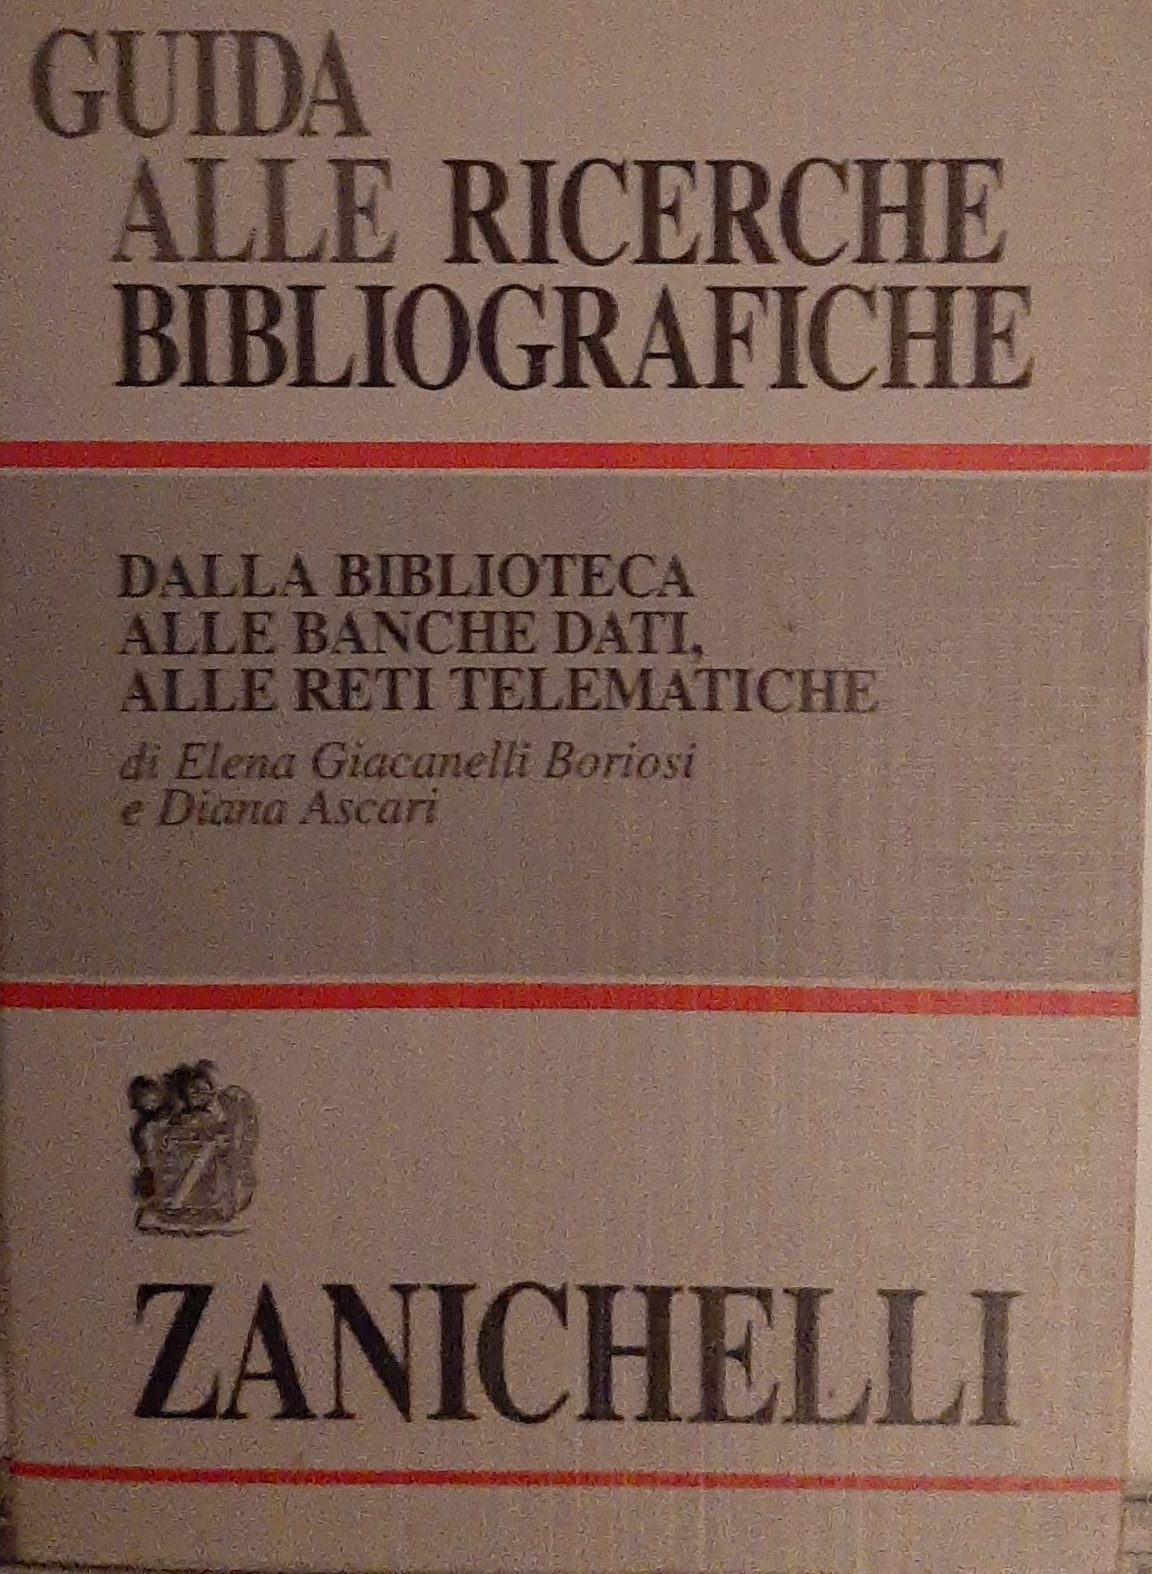 GUIDA
ALLE RICERCHE
BIBLIOGRAFICHE
DALLA BIBLIOTECA
ALLE BANCHE DATI,
ALLE RETI TELEMATICHE
di Elena Giacanelli Boriosi
e Diana Ascari
ZANICHELLI